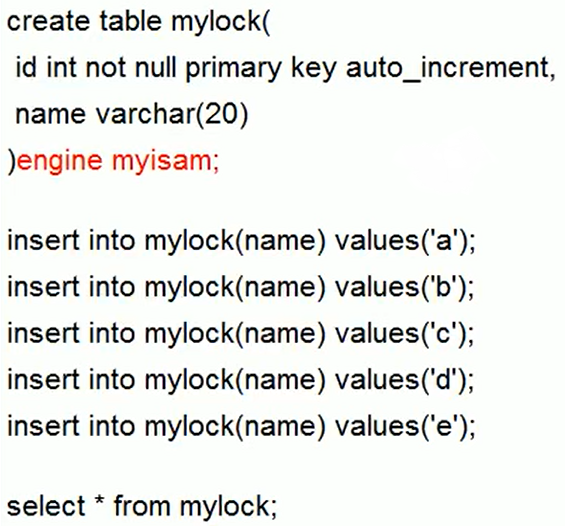 create table mylock(
id int not null primary key auto_increment,
name varchar(20)
)engine myisam;
insert into mylock(name) values('a');
insert into mylock(name) values('b');
insert into mylock(name) values('c');
insert into mylock(name) values('d');
insert into mylock(name) values('e');
select * from mylock;